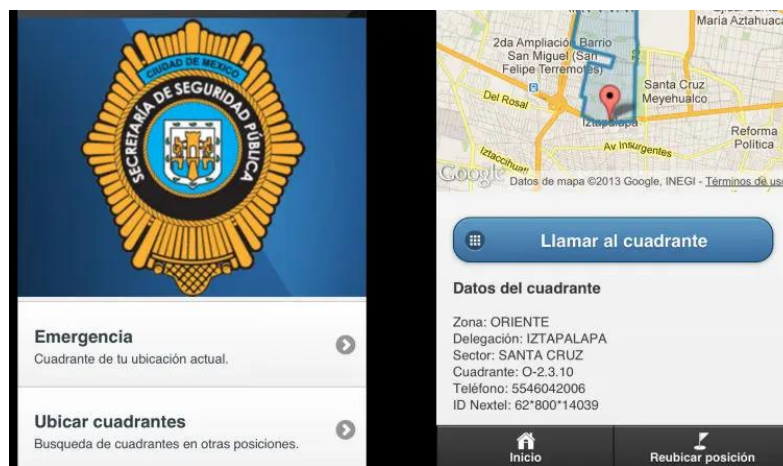 CIUDAD DE MEXICO
SECRETARÍA DE SEGURIDAD PÚBLICA
Emergencia
Cuadrante de tu ubicación actual.
Ubicar cuadrantes
Busqueda de cuadrantes en otras posiciones.
María Aztahuac
2da Ampliación Barrio
San Miguel (San
Felipe Terremotes)
Santa Cruz
Meyehualco
Del Rosal
Iztapalapa
Reforma
Política
Av Insurgentes
Iztaccihuatl
Google
Datos de mapa ©2013 Google, INEGI - Términos de uso
Llamar al cuadrante
Datos del cuadrante
Zona: ORIENTE
Delegación: IZTAPALAPA
Sector: SANTA CRUZ
Cuadrante: O-2.3.10
Teléfono: 5546042006
ID Nextel: 62*800*14039
Inicio
Reubicar posición